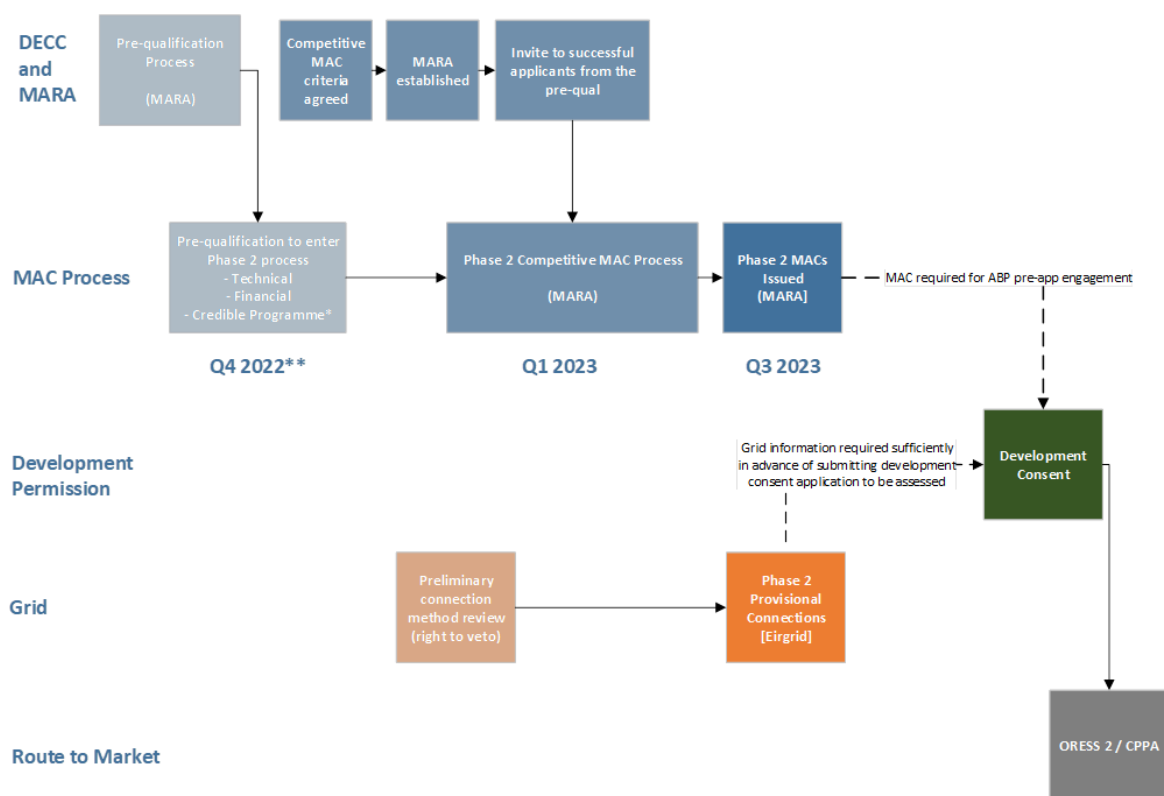 DECC
and
MARA
Pre-qualification
Process
(MARA)
Competitive
MAC
criteria
agreed
MARA
established
Invite to successful
applicants from the
pre-qual
MAC Process
Pre-qualification to enter
Phase 2 process
- Technical
- Financial
- Credible Programme*
Phase 2 Competitive MAC Process
(MARA)
Phase 2 MACs
Issued
(MARA]
MAC required for ABP pre-app engagement
Q4 2022**
Q1 2023
Q3 2023
Development
Permission
Grid information required sufficiently
in advance of submitting development
consent application to be assessed
Development
Consent
Grid
Preliminary
connection
method review
(right to veto)
Phase 2
Provisional
Connections
[Eirgrid]
Route to Market
ORESS 2 / CPPA